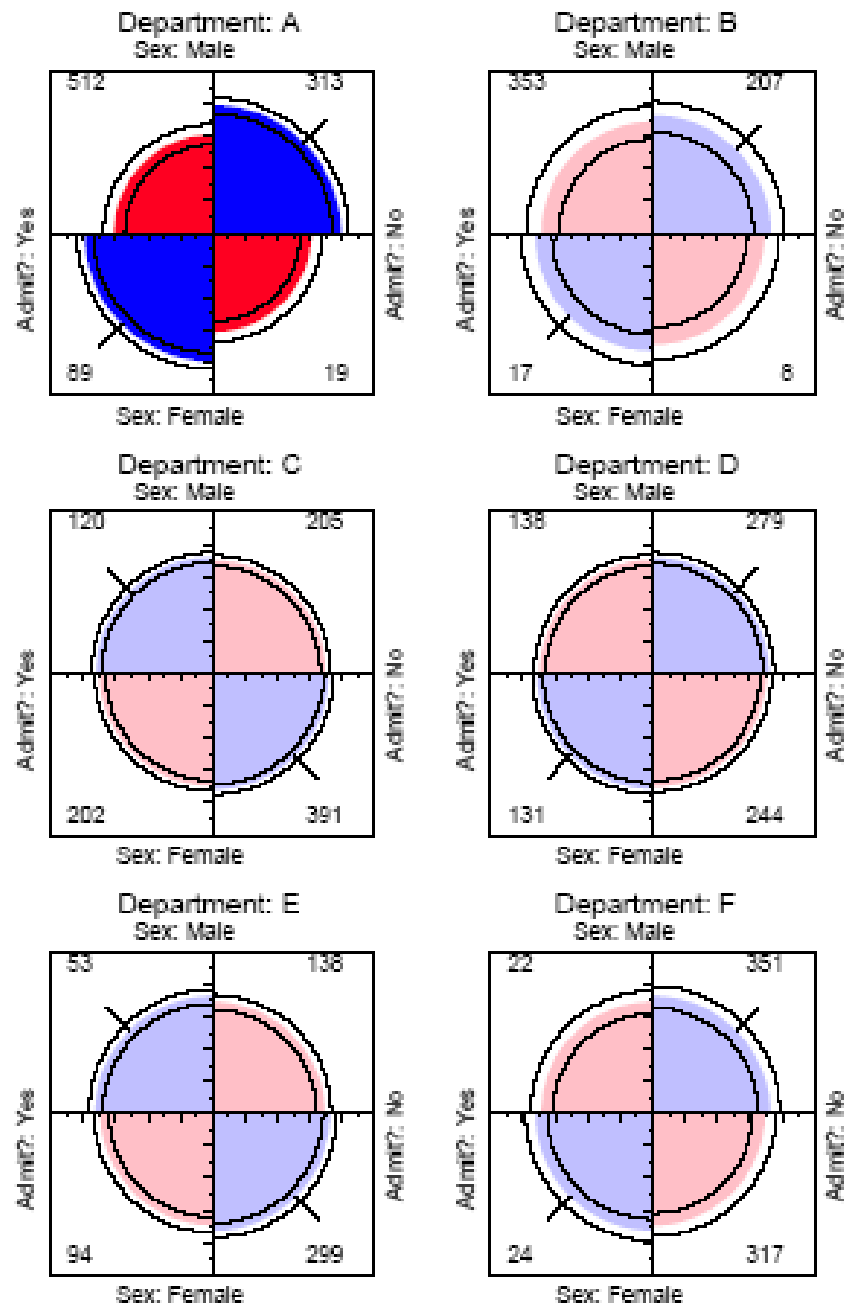 Department: A
Sex: Male
512 313
Admit?: Yes
Admit?: No
89 19
Sex: Female
Department: B
Sex: Male
353 207
Admit?: Yes
Admit?: No
17 8
Sex: Female
Department: C
Sex: Male
120 205
Admit?: Yes
Admit?: No
202 391
Sex: Female
Department: D
Sex: Male
138 279
Admit?: Yes
Admit?: No
131 244
Sex: Female
Department: E
Sex: Male
53 138
Admit?: Yes
Admit?: No
94 299
Sex: Female
Department: F
Sex: Male
22 351
Admit?: Yes
Admit?: No
24 317
Sex: Female